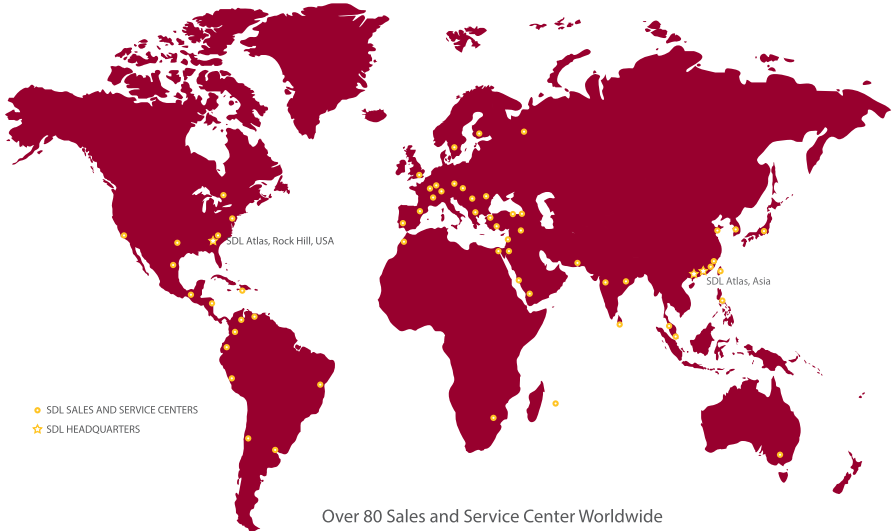 SDL Atlas, Rock Hill, USA
SDL Atlas, Asia
SDL SALES AND SERVICE CENTERS
SDL HEADQUARTERS
Over 80 Sales and Service Center Worldwide